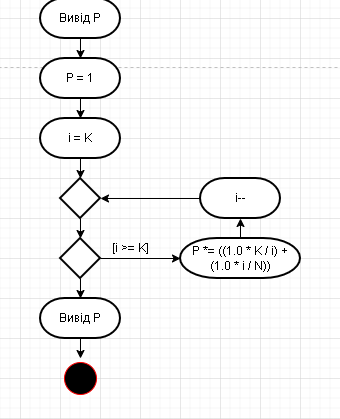 Вивід P
P = 1
i = K
i--
[i >= K]
P *= ((1.0 * K / i) +
(1.0 * i / N))
Вивід P